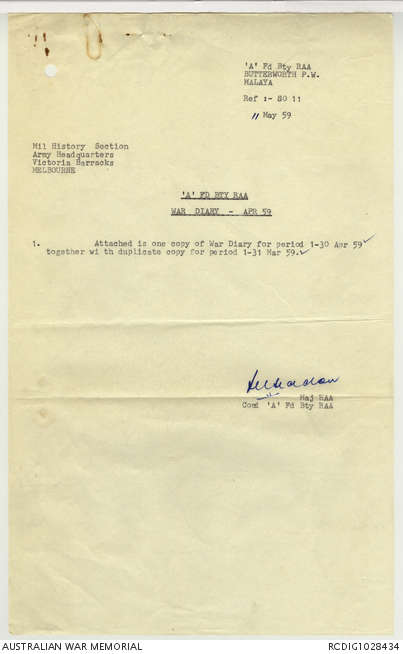 'A' Fd Bty RAA
BUTTERWORTH P.W.
MALAYA
Ref :- 80 11
11 May 59
Mil History Section
Army Headquarters
Victoria Barracks
MELBOURNE
'A' FD BTY RAA
WAR DIARY - APR 59
1. Attached is one copy of War Diary for period 1-30 Apr 59
together wi th duplicate copy for period 1-31 Mar 59.
Maj RAA
Comd 'A' Fd Bty RAA
AUSTRALIAN WAR MEMORIAL
RCDIG1028434